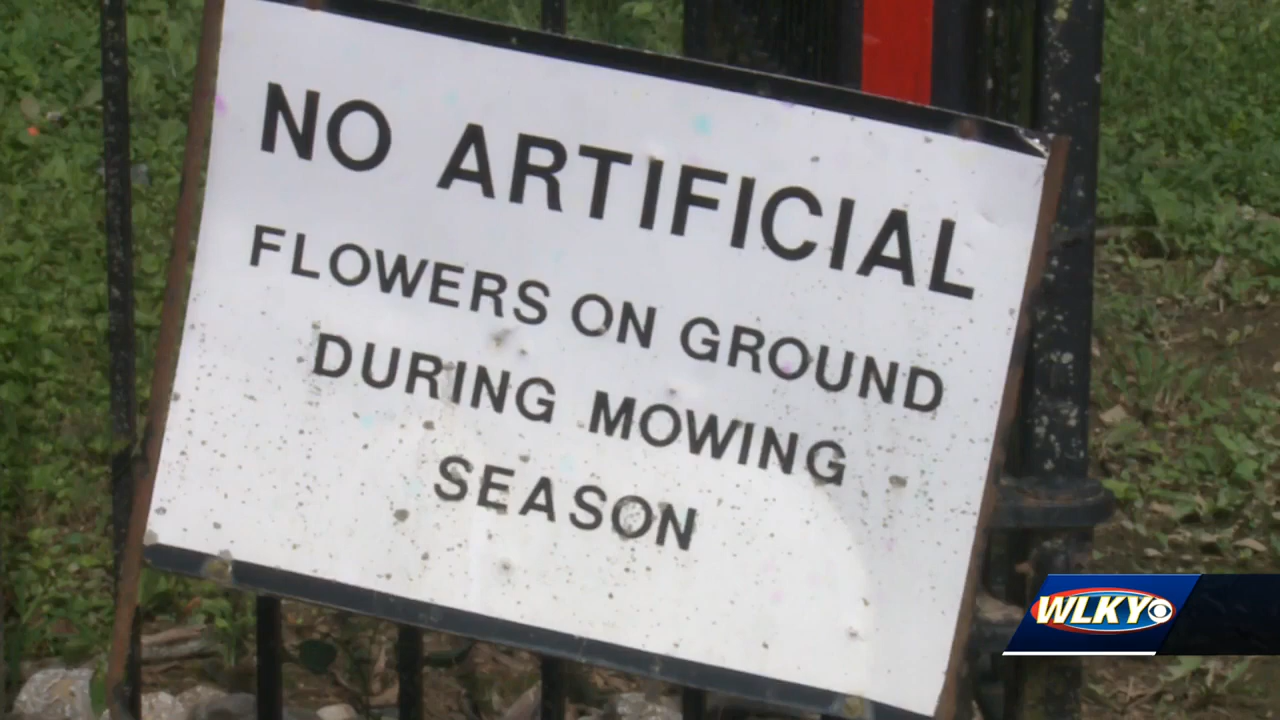 NO ARTIFICIAL
FLOWERS ON GROUND
DURING MOWING
SEASON
WLKY